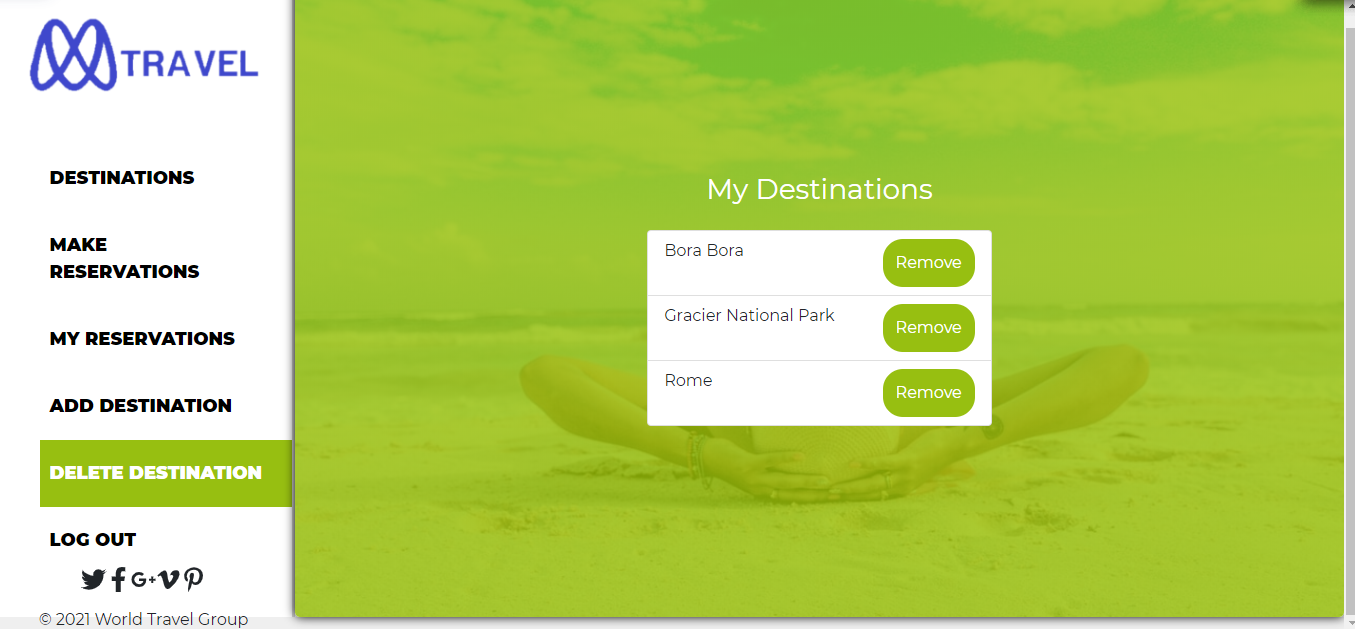 TRAVEL
DESTINATIONS
MAKE
RESERVATIONS
MY RESERVATIONS
ADD DESTINATION
DELETE DESTINATION
LOG OUT
G+
© 2021 World Travel Group
My Destinations
Bora Bora
Remove
Gracier National Park
Remove
Rome
Remove